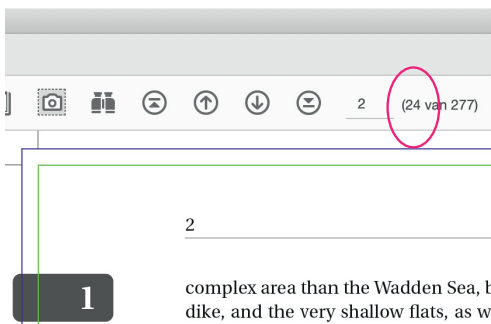 2 (24 van 277)
2
1
complex area than the Wadden Sea, b
dike, and the very shallow flats, as w